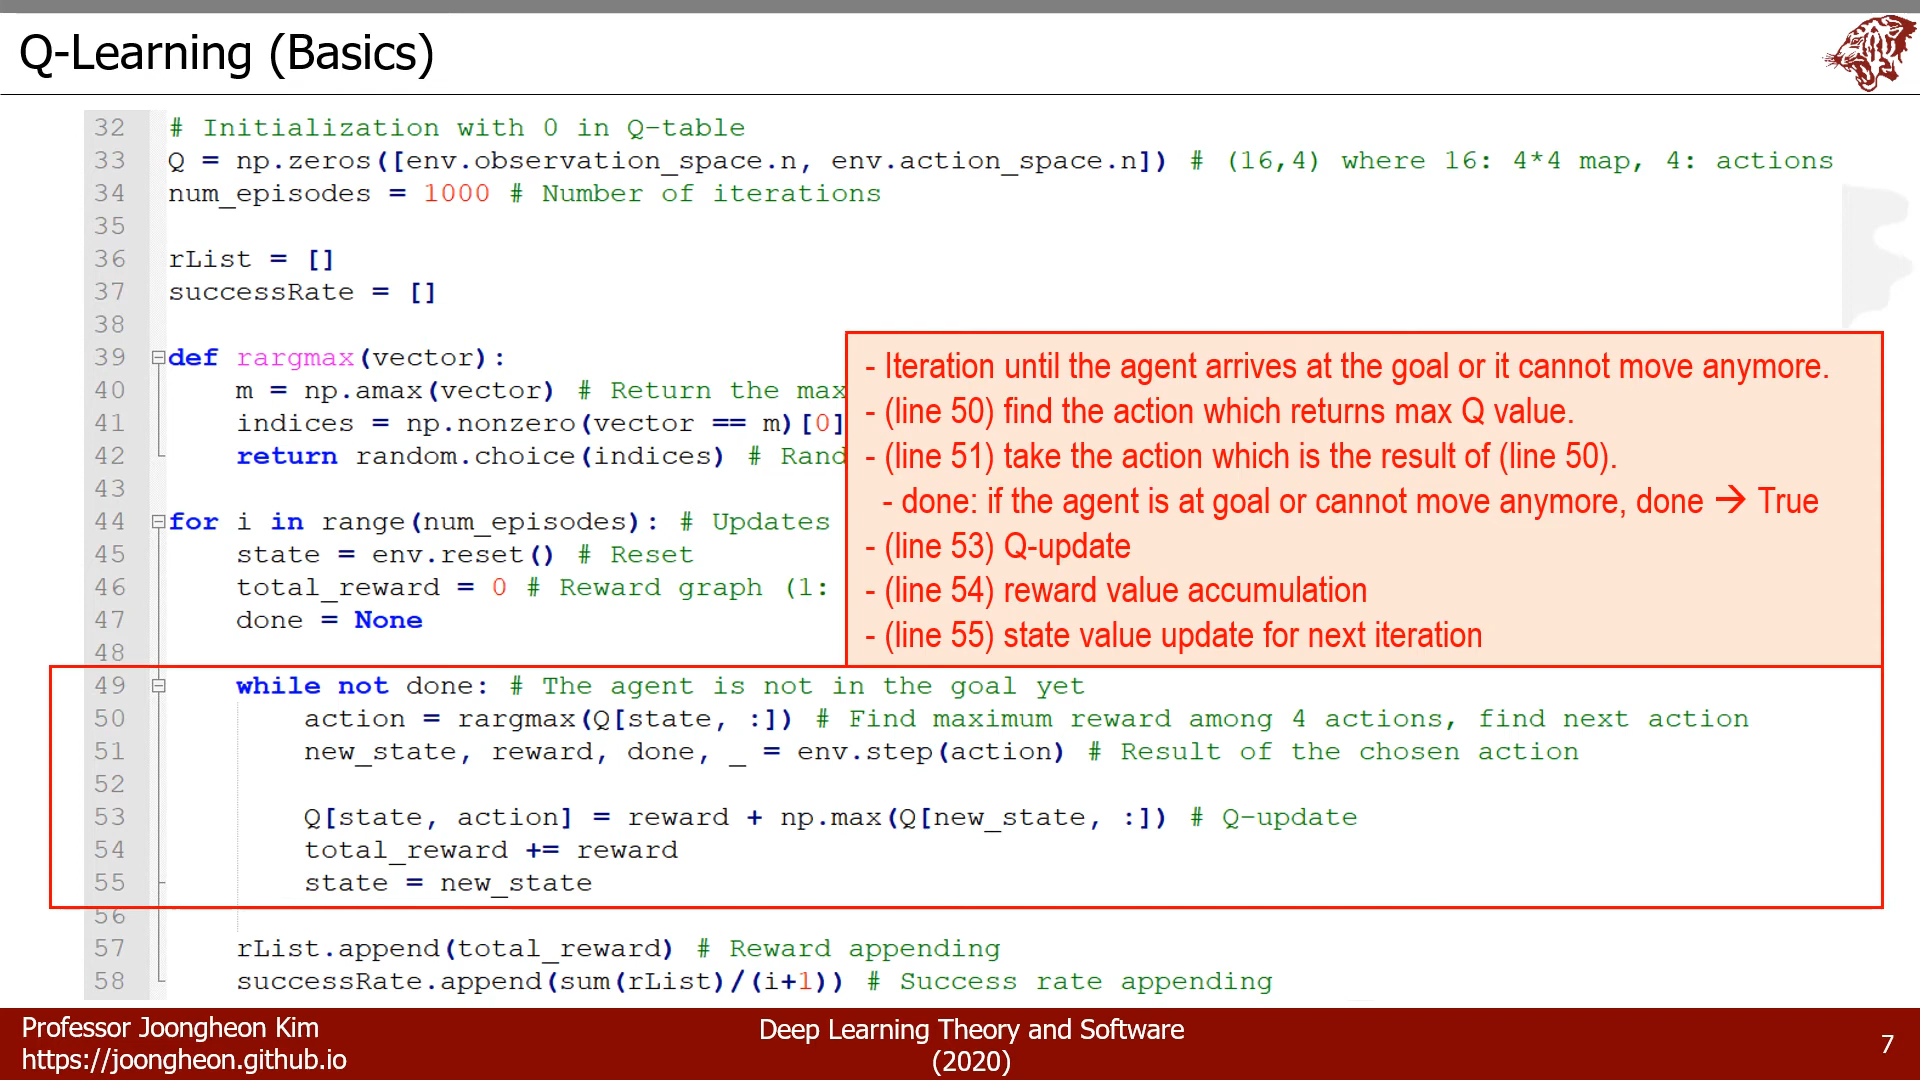 Q-Learning (Basics)
32 # Initialization with 0 in Q-table
33 Q = np.zeros([env.observation_space.n, env.action_space.n]) # (16,4) where 16: 4*4 map, 4: actions
34 num_episodes = 1000 # Number of iterations
35
36 rList = []
37 successRate = []
38
39 def rargmax(vector):
40 m = np.amax(vector) # Return the max
41 indices = np.nonzero(vector == m)[0]
42 return random.choice(indices) # Rand
43
44 for i in range(num_episodes): # Updates
45 state = env.reset() # Reset
46 total_reward = 0 # Reward graph (1:
47 done = None
48
- Iteration until the agent arrives at the goal or it cannot move anymore.
- (line 50) find the action which returns max Q value.
- (line 51) take the action which is the result of (line 50).
- done: if the agent is at goal or cannot move anymore, done → True
- (line 53) Q-update
- (line 54) reward value accumulation
- (line 55) state value update for next iteration
49 while not done: # The agent is not in the goal yet
50 action = rargmax(Q[state, :]) # Find maximum reward among 4 actions, find next action
51 new_state, reward, done, _ = env.step(action) # Result of the chosen action
52
53 Q[state, action] = reward + np.max(Q[new_state, :]) # Q-update
54 total_reward += reward
55 state = new_state
56
57 rList.append(total_reward) # Reward appending
58 successRate.append(sum(rList)/(i+1)) # Success rate appending
Professor Joongheon Kim
https://joongheon.github.io
Deep Learning Theory and Software
(2020)
7